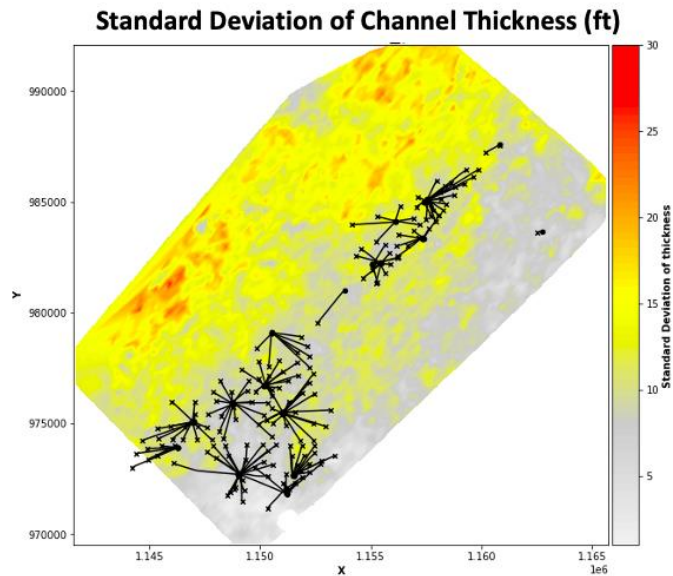 Standard Deviation of Channel Thickness (ft)
30
990000
25
985000
20
Y
980000
15
Standard Deviation of thickness
10
975000
5
970000
1.145 1.150 1.155 1.160 1.165
X
1e6